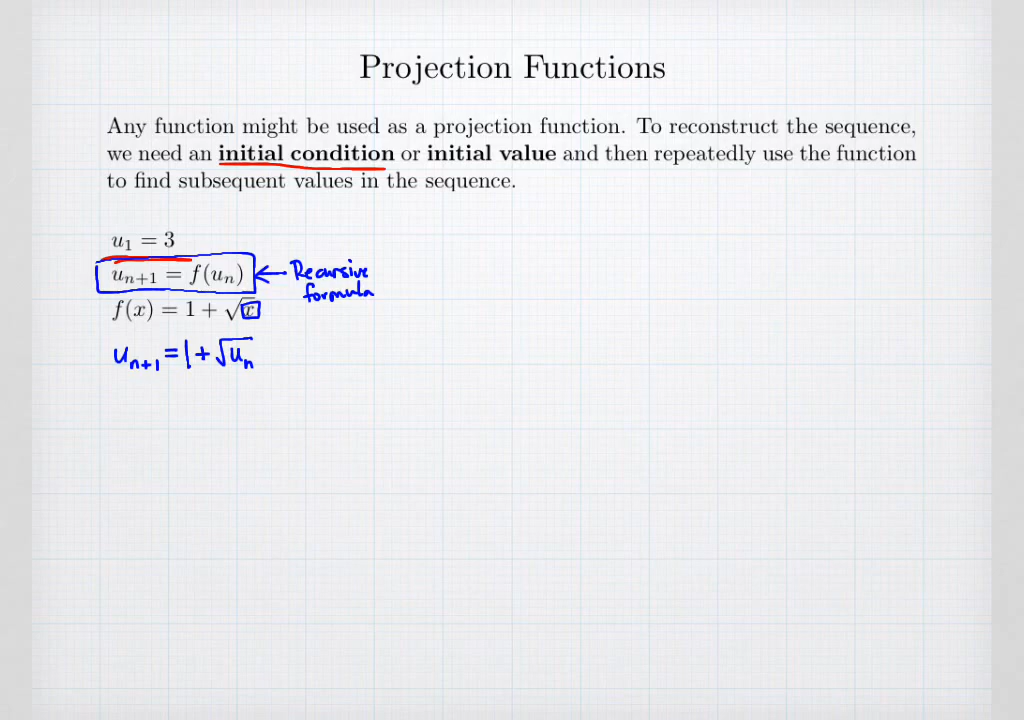 Projection Functions
Any function might be used as a projection function. To reconstruct the sequence,
we need an initial condition or initial value and then repeatedly use the function
to find subsequent values in the sequence.
u₁ = 3
uₙ₊₁ = f(uₙ) ← Recursive
formula
f(x) = 1 + √x
uₙ₊₁ = 1 + √uₙ